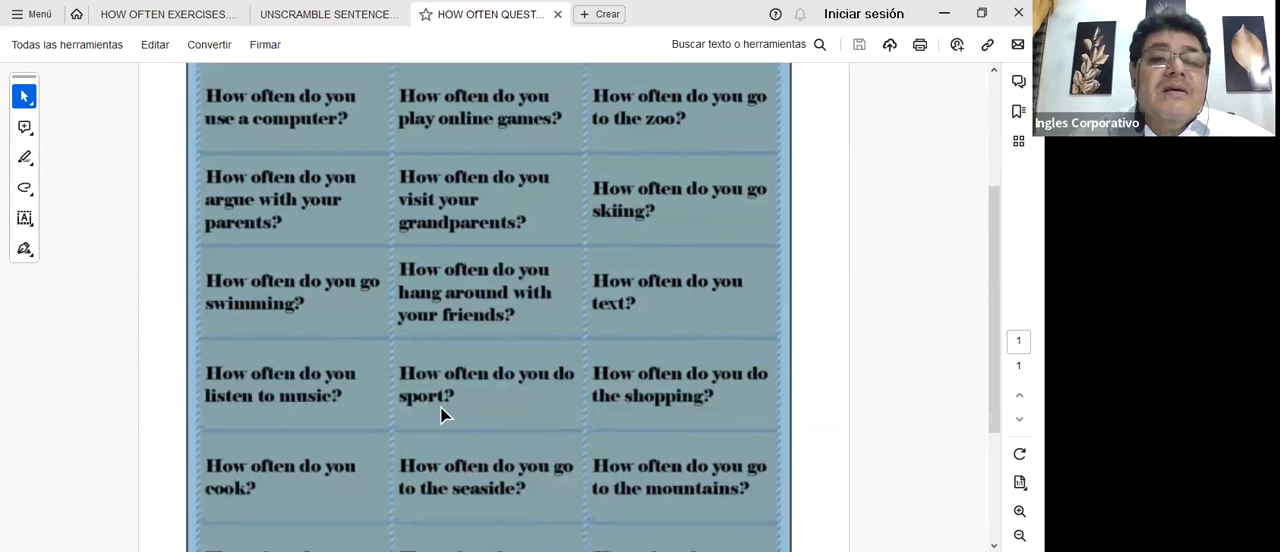 Menú
HOW OFTEN EXERCISES....
UNSCRAMBLE SENTENCE...
HOW OfTEN QUEST...
Crear
Iniciar sesión
Todas las herramientas
Editar
Convertir
Firmar
Buscar texto o herramientas
Ingles Corporativo
How often do you
use a computer?
How often do you
play online games?
How often do you go
to the zoo?
How often do you
argue with your
parents?
How often do you
visit your
grandparents?
How often do you go
skiing?
How often do you go
swimming?
How often do you
hang around with
your friends?
How often do you
text?
How often do you
listen to music?
How often do you do
sport?
How often do you do
the shopping?
How often do you
cook?
How often do you go
to the seaside?
How often do you go
to the mountains?
1
1